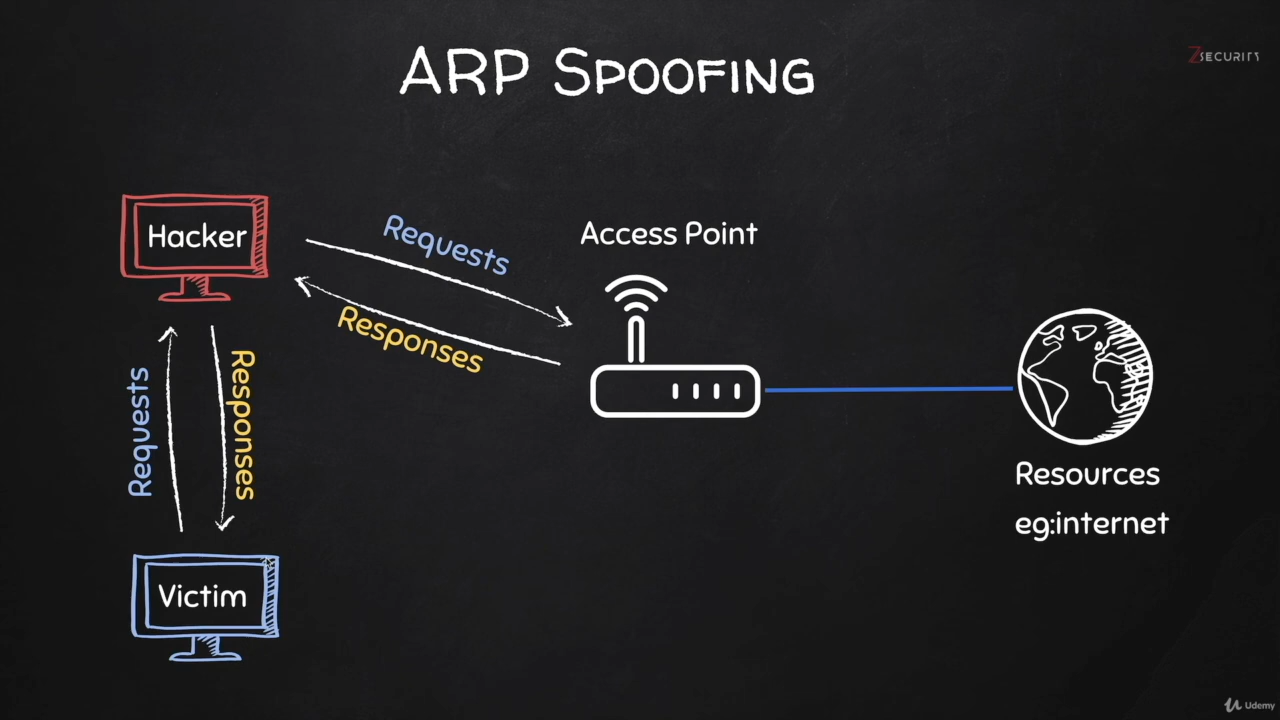 ARP SPOOFING
ZSECURITY
Hacker
Requests
Responses
Access Point
Requests
Responses
Victim
Resources
eg:internet
Udemy